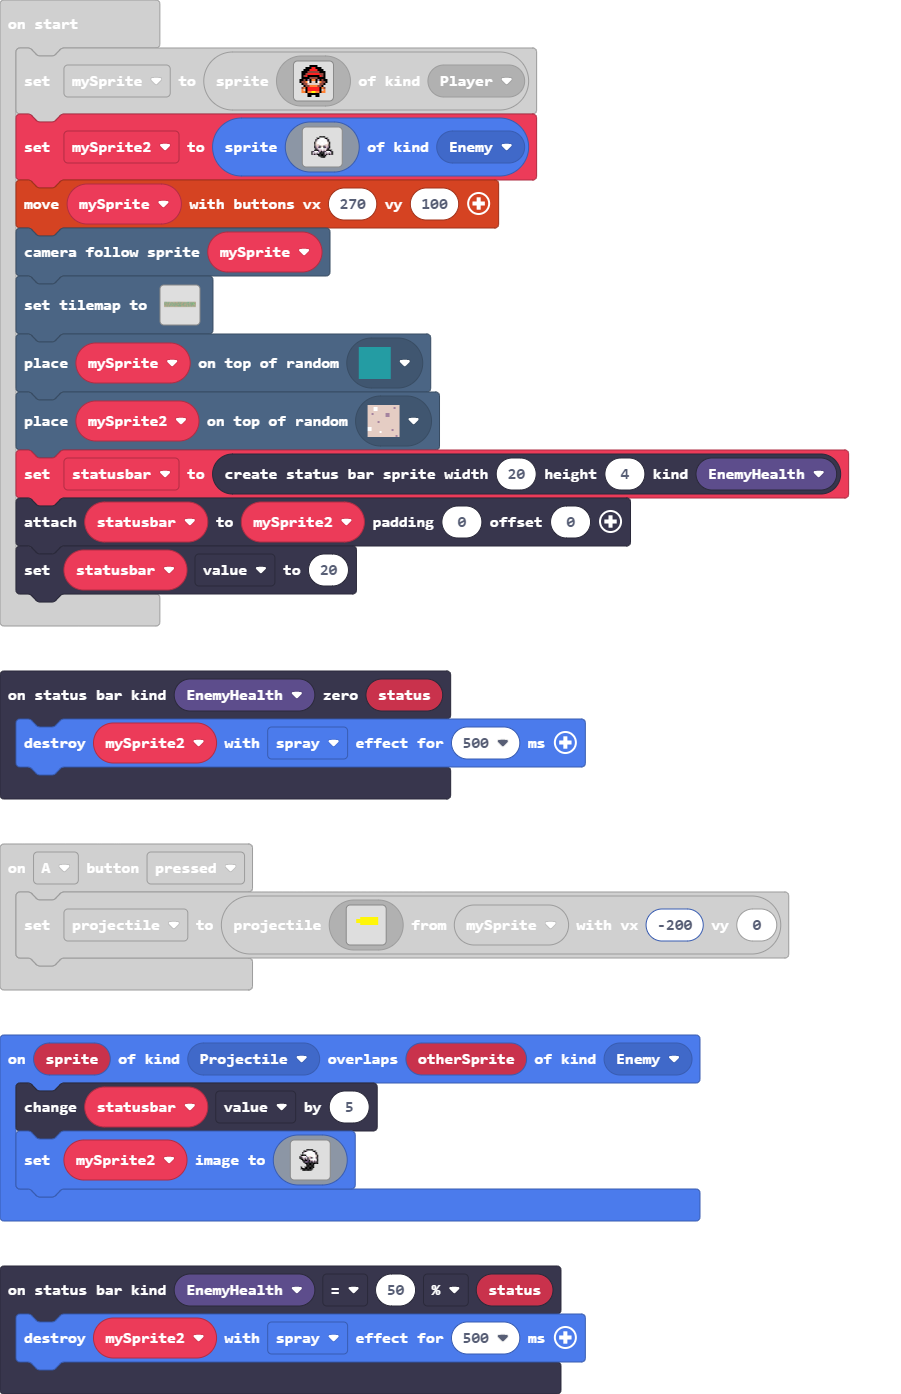 on start
set mySprite to sprite of kind Player
set mySprite2 to sprite of kind Enemy
move mySprite with buttons vx 270 vy 100
camera follow sprite mySprite
set tilemap to
place mySprite on top of random
place mySprite2 on top of random
set statusbar to create status bar sprite width 20 height 4 kind EnemyHealth
attach statusbar to mySprite2 padding 0 offset 0
set statusbar value to 20
on status bar kind EnemyHealth zero status
destroy mySprite2 with spray effect for 500 ms
on A button pressed
set projectile to projectile from mySprite with vx -200 vy 0
on sprite of kind Projectile overlaps otherSprite of kind Enemy
change statusbar value by 5
set mySprite2 image to
on status bar kind EnemyHealth = 50 % status
destroy mySprite2 with spray effect for 500 ms